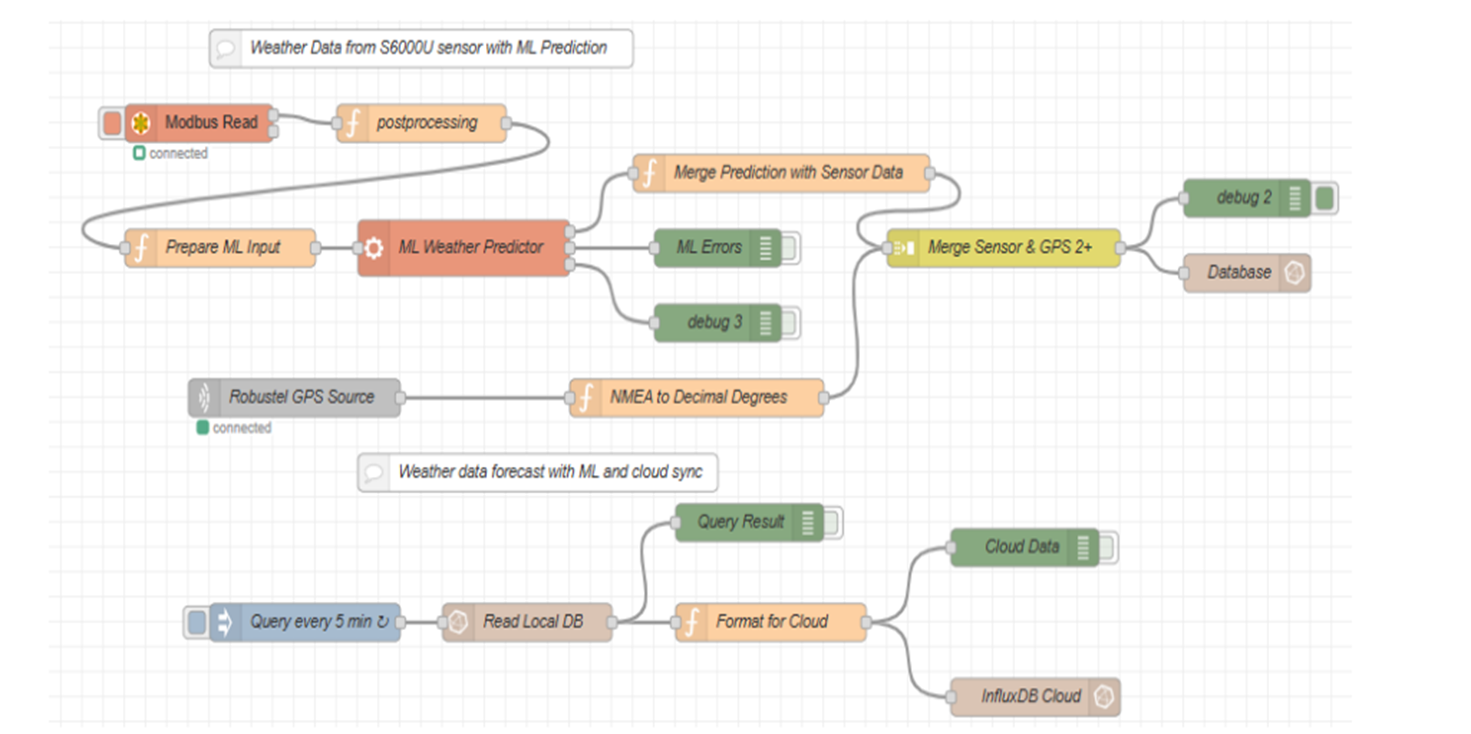 Weather Data from S6000U sensor with ML Prediction
Modbus Read
postprocessing
connected
Merge Prediction with Sensor Data
debug 2
Prepare ML Input
ML Weather Predictor
ML Errors
Merge Sensor & GPS 2+
Database
debug 3
Robustel GPS Source
NMEA to Decimal Degrees
connected
Weather data forecast with ML and cloud sync
Query Result
Cloud Data
Query every 5 min ↻
Read Local DB
Format for Cloud
InfluxDB Cloud